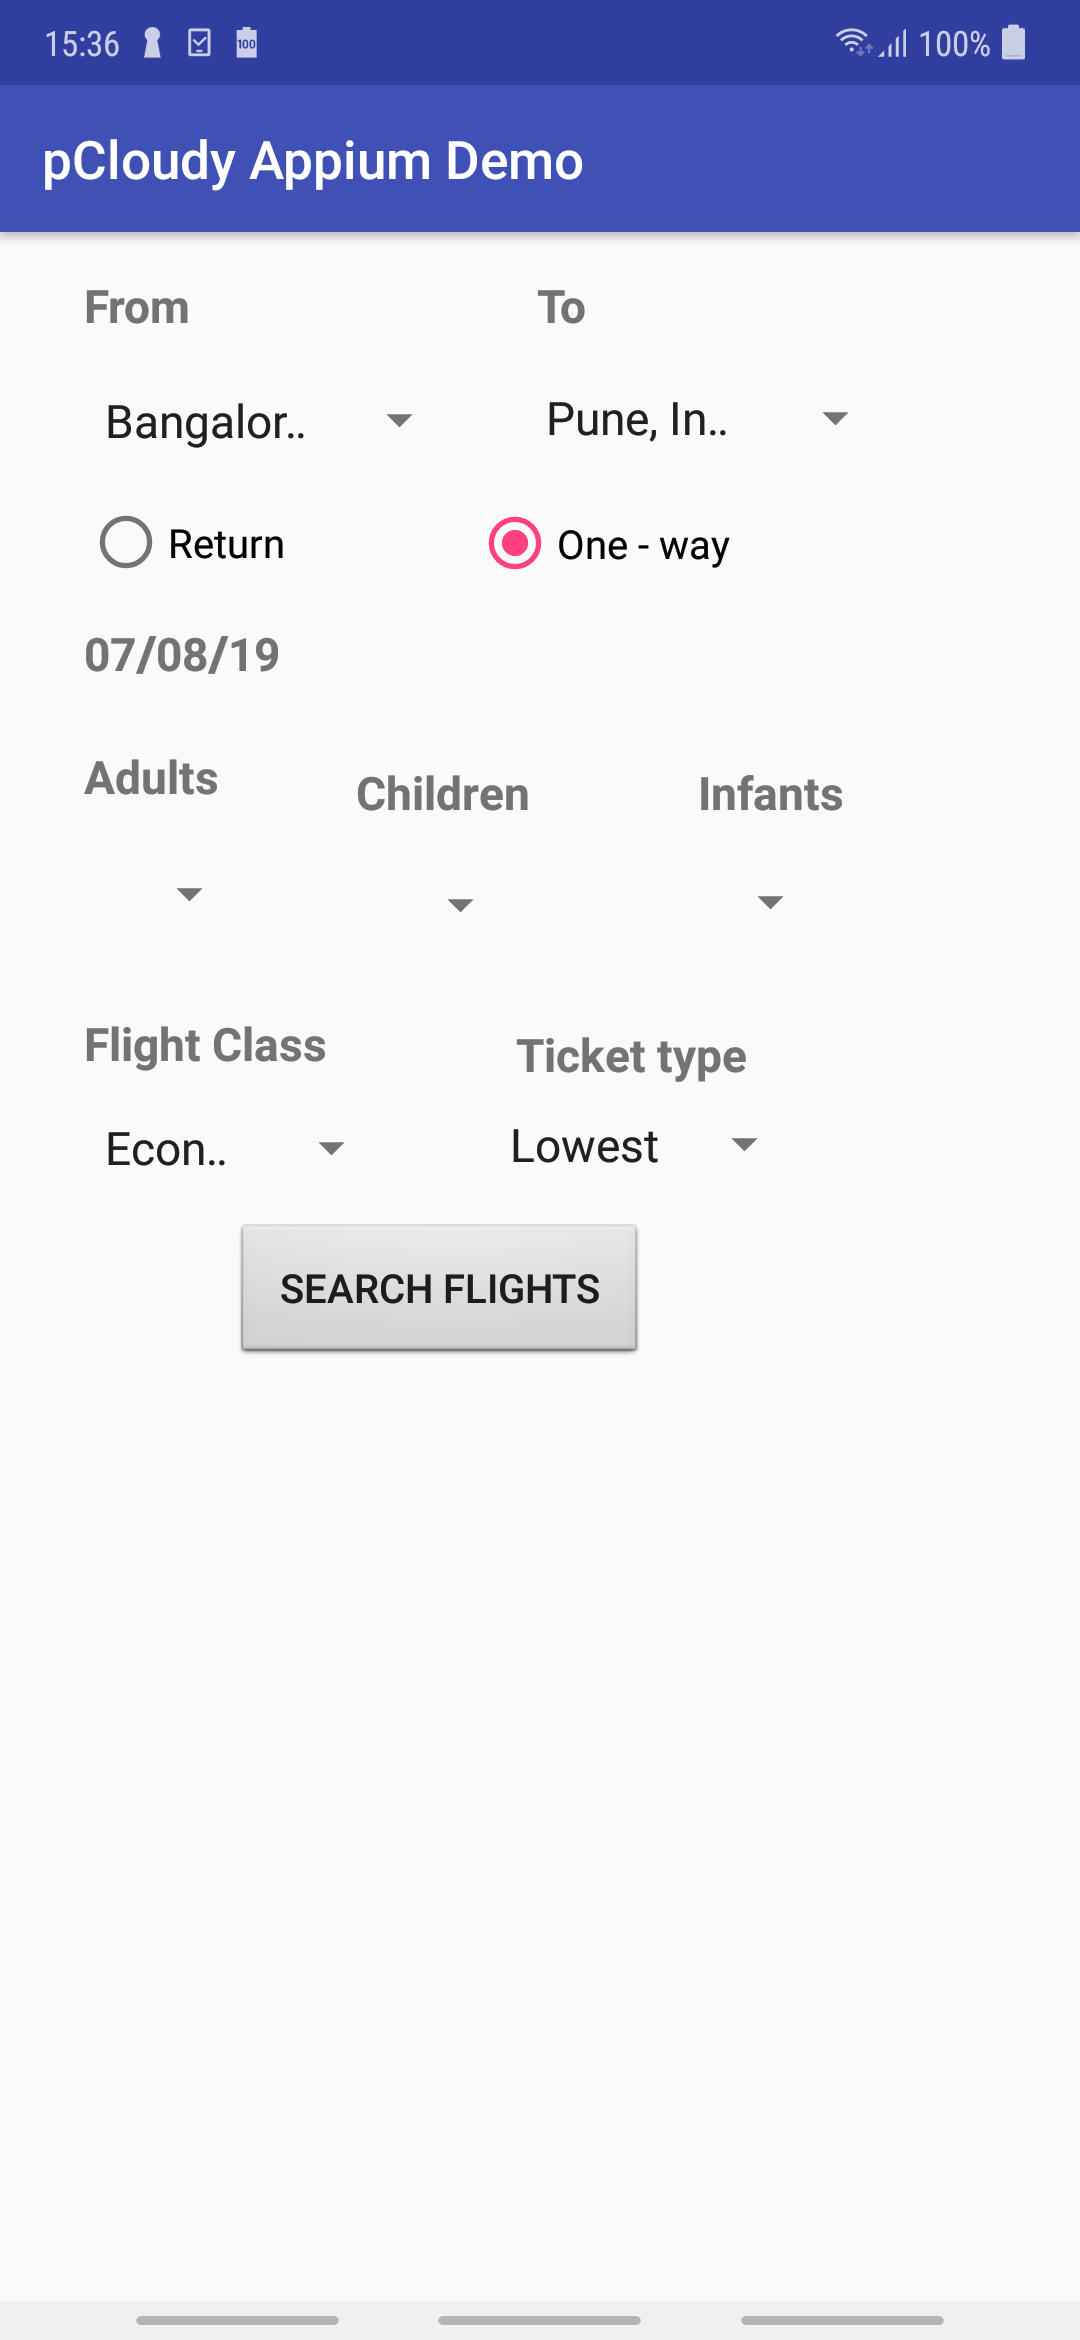 15:36 100 100%
pCloudy Appium Demo
From To
Bangalor.. Pune, In..
Return One - way
07/08/19
Adults Children Infants
Flight Class Ticket type
Econ.. Lowest
SEARCH FLIGHTS